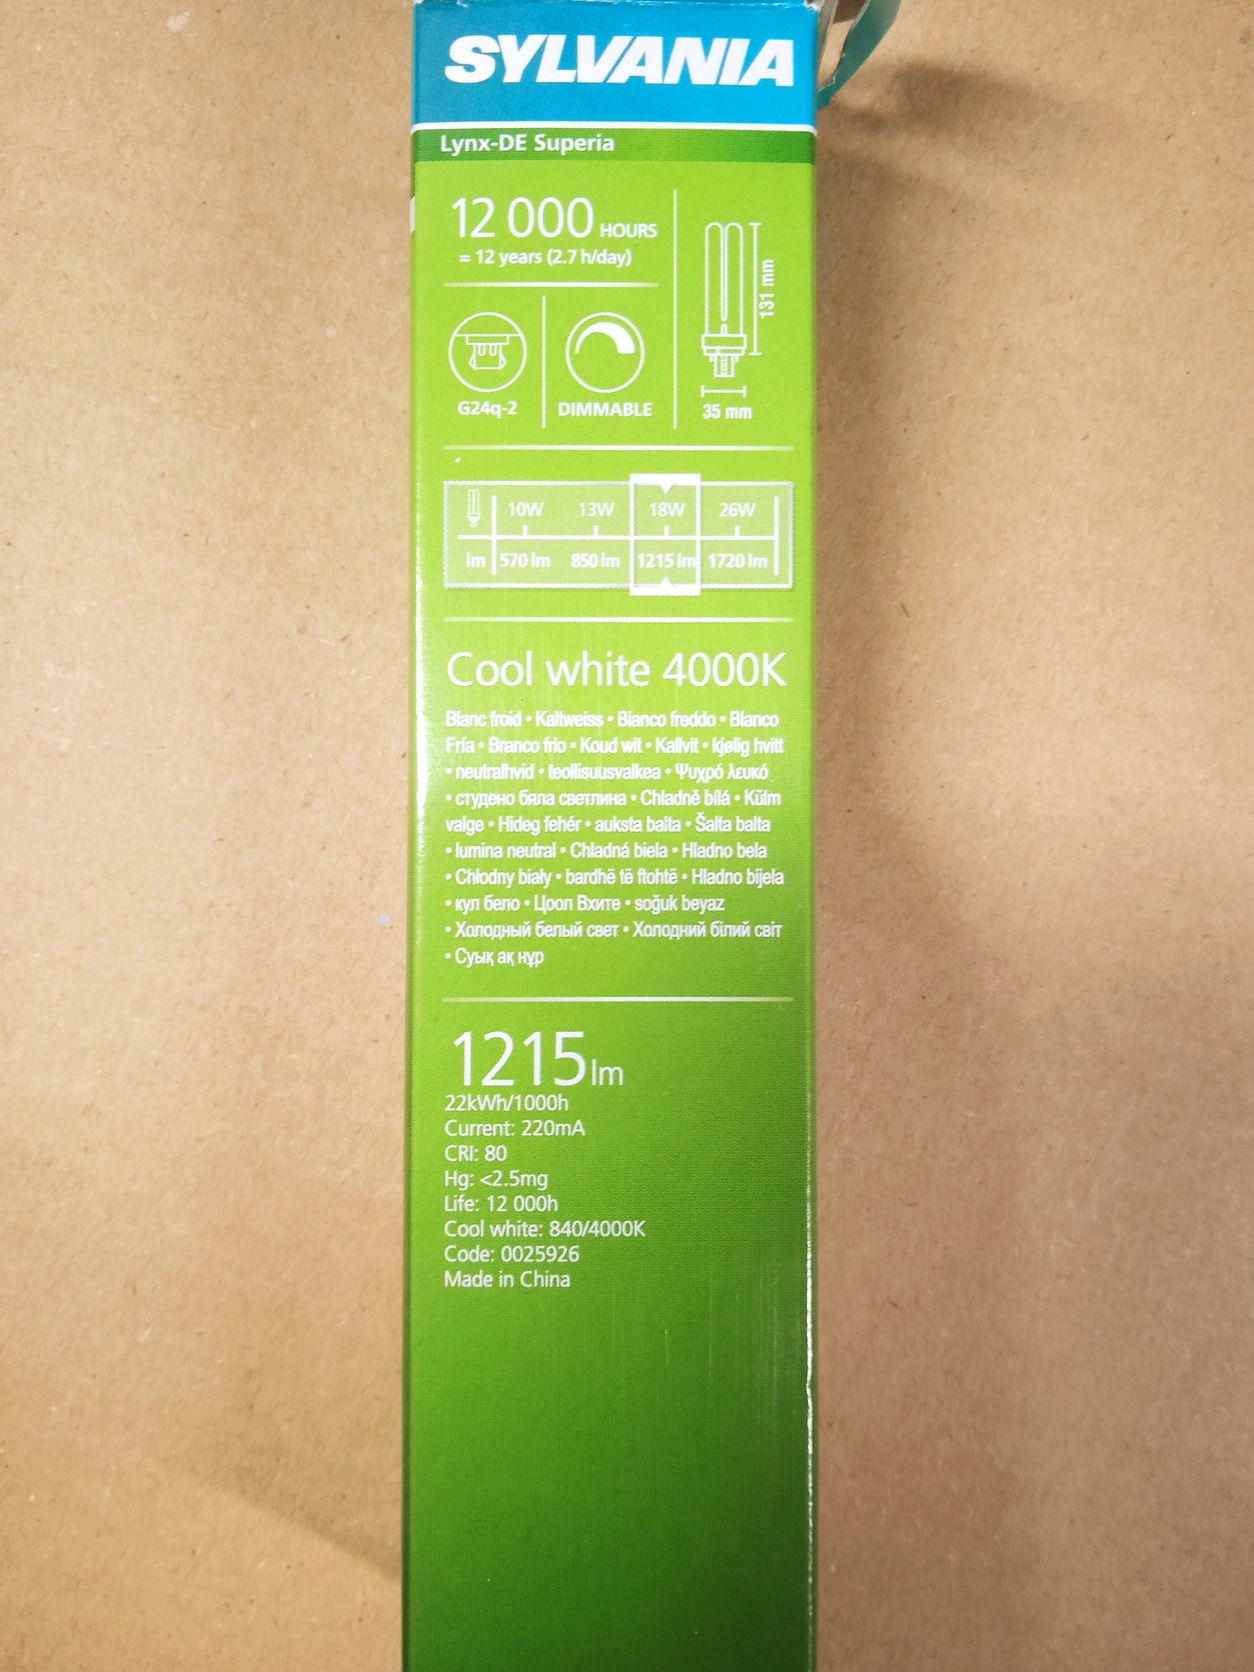 SYLVANIA
Lynx-DE Superia
12 000 HOURS
= 12 years (2.7 h/day)
131 mm
G24q-2
DIMMABLE
35 mm
10W 13W 18W 26W
lm 570 lm 850 lm 1215 lm 1720 lm
Cool white 4000K
Blanc froid • Kaltweiss • Bianco freddo • Blanco
Fría • Branco frio • Koud wit • Kallvit • kjølig hvitt
• neutralhvid • teollisuusvalkea • Ψυχρό λευκό
• студено бяла светлина • Chladně bílá • Külm
valge • Hideg fehér • auksta balta • Šalta balta
• lumina neutral • Chladná biela • Hladno bela
• Chłodny biały • bardhë të ftohtë • Hladno bijela
• кул бело • Цоол Вхите • soğuk beyaz
• Холодный белый свет • Холодний білий світ
• Суық ақ нұр
1215 lm
22kWh/1000h
Current: 220mA
CRI: 80
Hg: <2.5mg
Life: 12 000h
Cool white: 840/4000K
Code: 0025926
Made in China